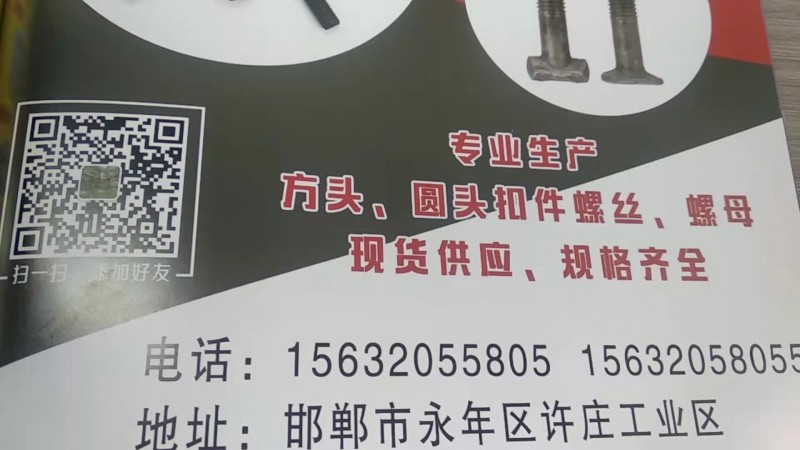 专业生产
方头、圆头扣件螺丝、螺母
现货供应、规格齐全
扫一扫 添加好友
电话：15632055805 15632058055
地址：邯郸市永年区许庄工业区